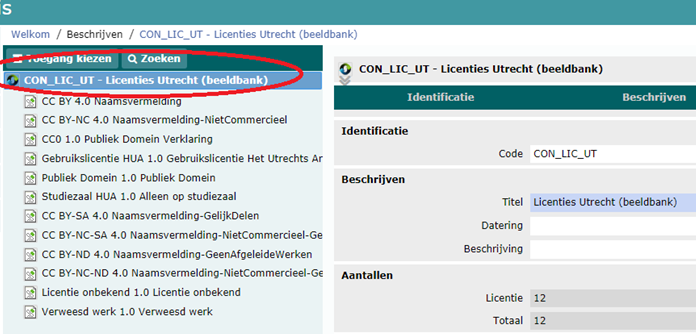 is
Welkom / Beschrijven / CON_LIC_UT - Licenties Utrecht (beeldbank)
Toegang kiezen Zoeken
CON_LIC_UT - Licenties Utrecht (beeldbank)
CC BY 4.0 Naamsvermelding
CC BY-NC 4.0 Naamsvermelding-NietCommercieel
CC0 1.0 Publiek Domein Verklaring
Gebruikslicentie HUA 1.0 Gebruikslicentie Het Utrechts Ar
Publiek Domein 1.0 Publiek Domein
Studiezaal HUA 1.0 Alleen op studiezaal
CC BY-SA 4.0 Naamsvermelding-GelijkDelen
CC BY-NC-SA 4.0 Naamsvermelding-NietCommercieel-Ge
CC BY-ND 4.0 Naamsvermelding-GeenAfgeleideWerken
CC BY-NC-ND 4.0 Naamsvermelding-NietCommercieel-Ge
Licentie onbekend 1.0 Licentie onbekend
Verweesd werk 1.0 Verweesd werk
CON_LIC_UT - Licenties Utrecht (beeldbank)
Identificatie Beschrijven
Identificatie
Code CON_LIC_UT
Beschrijven
Titel Licenties Utrecht (beeldbank)
Datering
Beschrijving
Aantallen
Licentie 12
Totaal 12